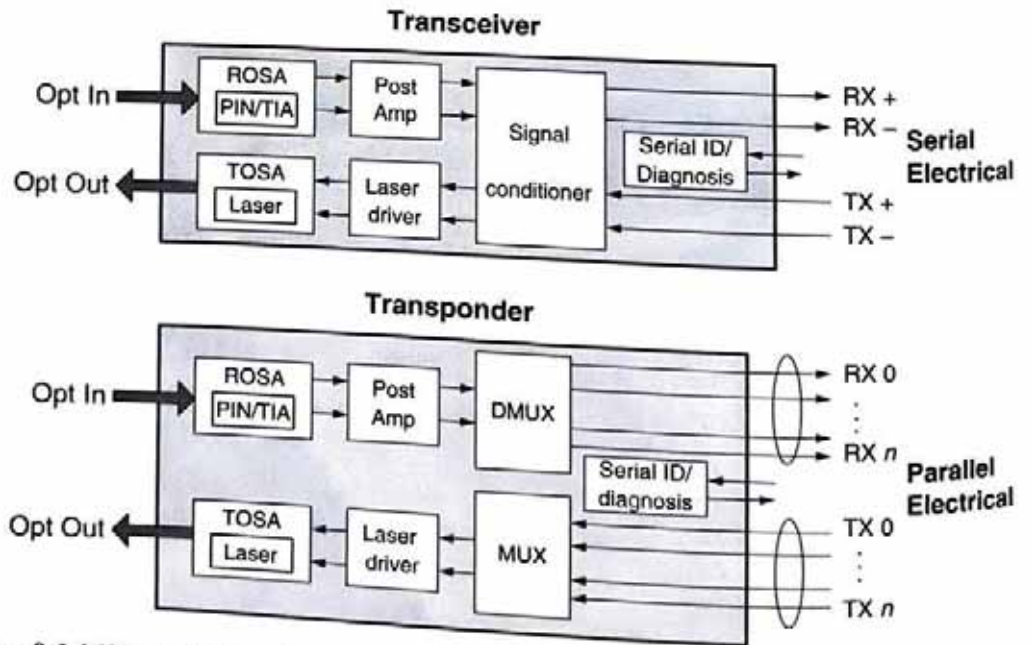 Transceiver
Opt In
ROSA
PIN/TIA
Post
Amp
Signal
conditioner
RX +
RX –
Serial ID/
Diagnosis
Serial
Electrical
Opt Out
TOSA
Laser
Laser
driver
TX +
TX –
Transponder
Opt In
ROSA
PIN/TIA
Post
Amp
DMUX
RX 0
RX n
Serial ID/
diagnosis
Parallel
Electrical
Opt Out
TOSA
Laser
Laser
driver
MUX
TX 0
TX n